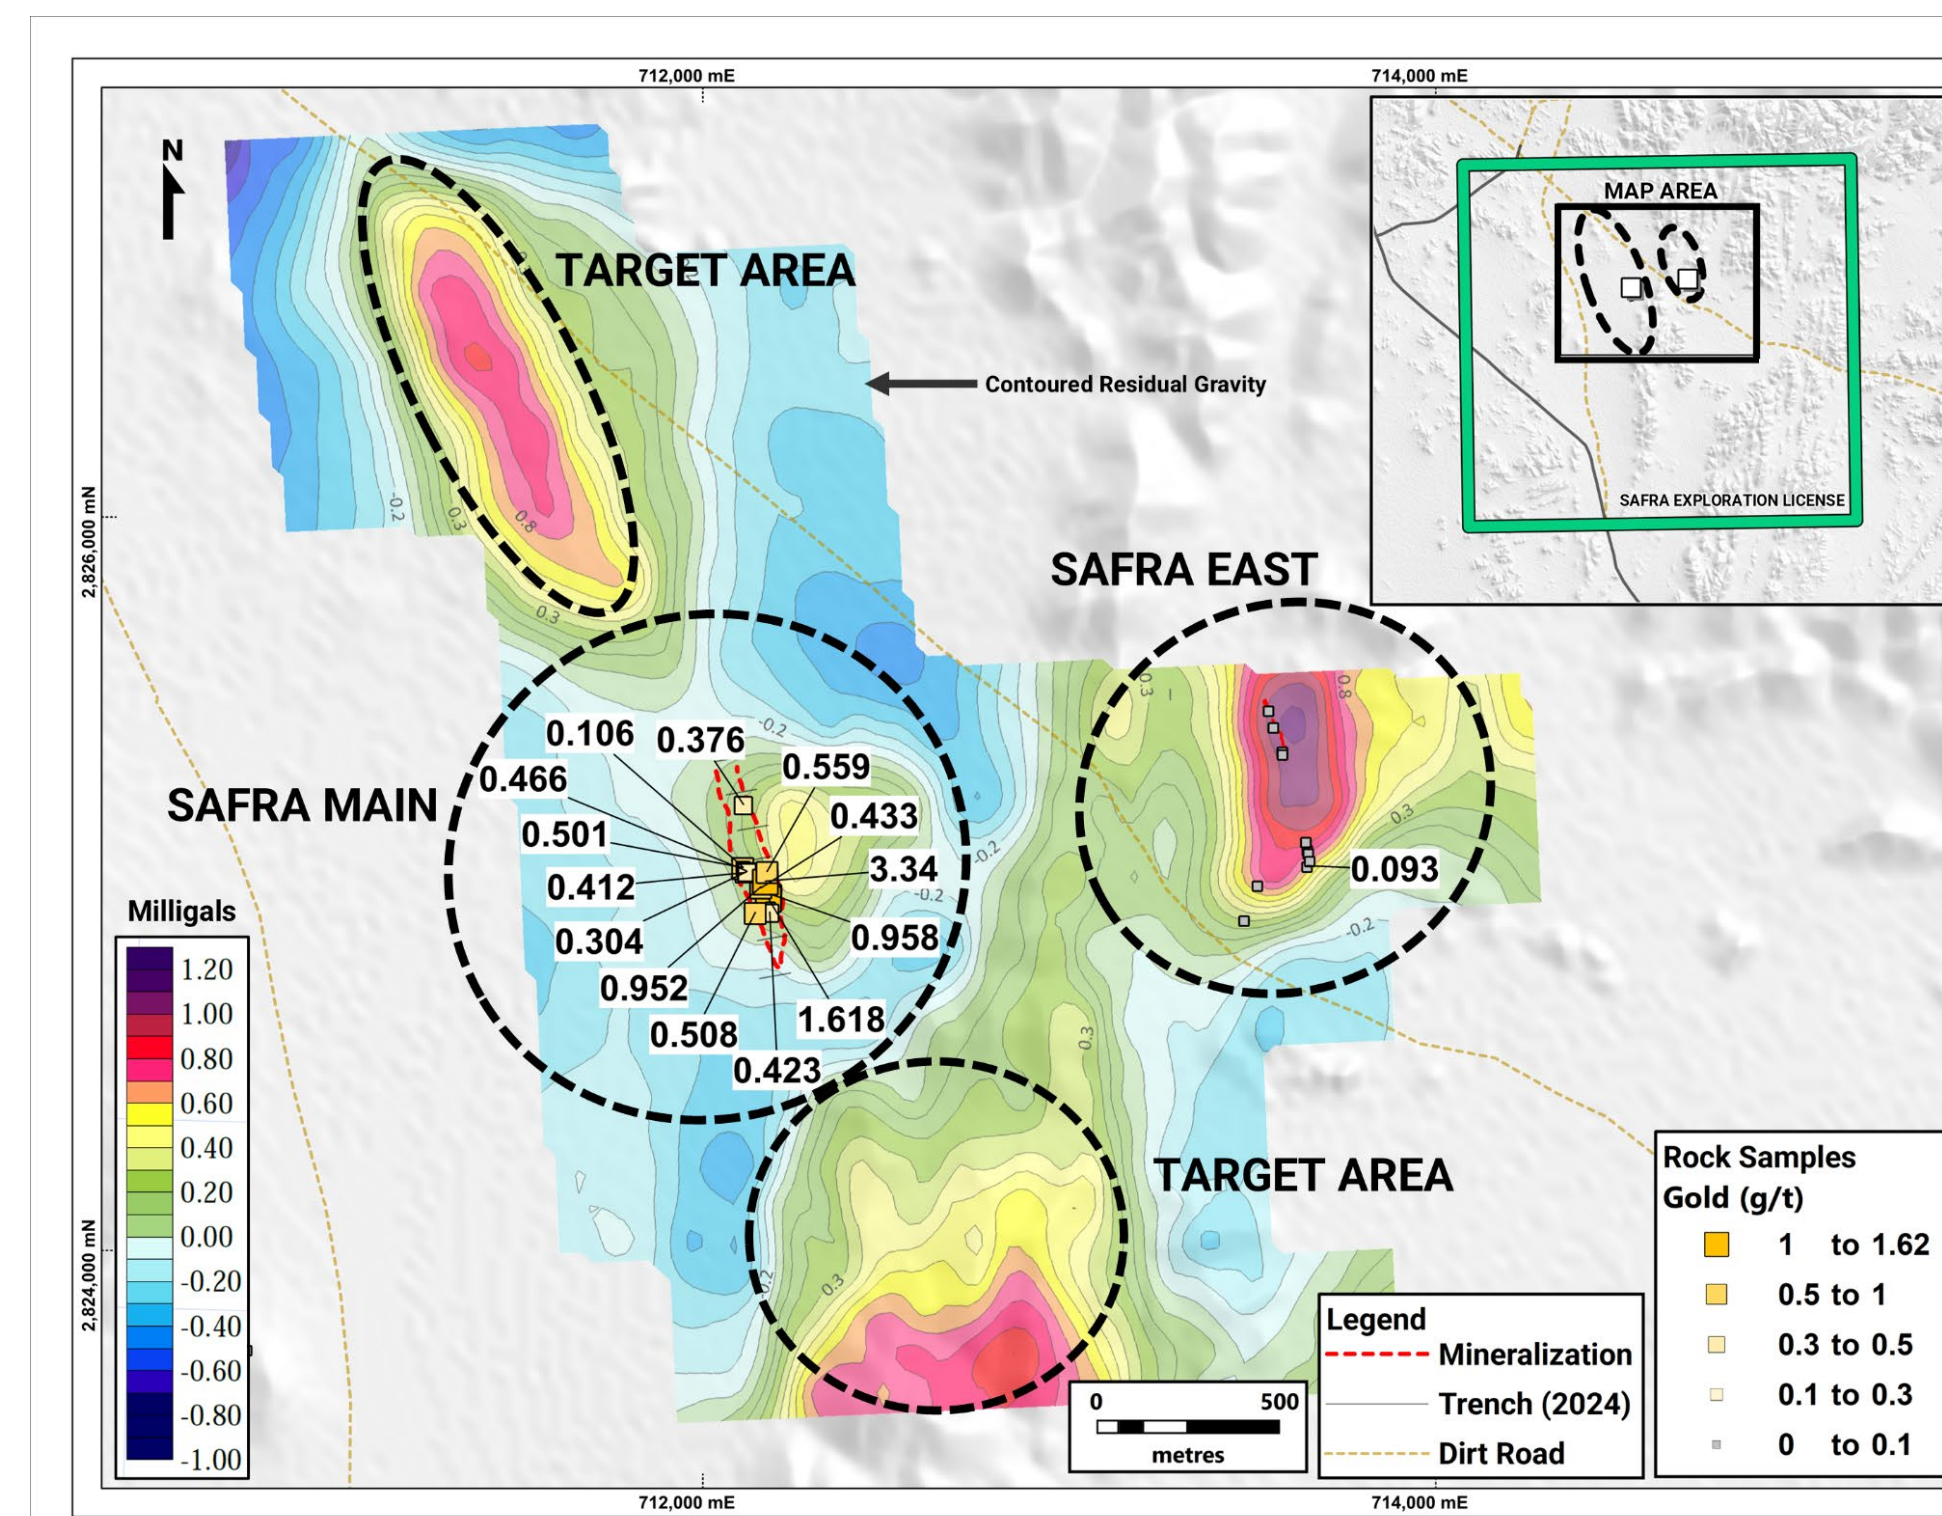 712,000 mE
714,000 mE
N
MAP AREA
TARGET AREA
Contoured Residual Gravity
2,826,000 mN
SAFRA EXPLORATION LICENSE
-0.2
0.3
0.8
0.3
SAFRA EAST
0.3
0.8
0.106
0.376
-0.2
0.559
0.466
SAFRA MAIN
0.501
0.433
0.3
-0.2
0.412
3.34
0.093
-0.2
Milligals
0.304
0.958
-0.2
0.952
1.618
0.508
0.3
0.423
1.20
1.00
0.80
0.60
0.40
0.20
0.00
-0.20
-0.40
-0.60
-0.80
-1.00
TARGET AREA
2,824,000 mN
-0.2
0.3
Rock Samples
Gold (g/t)
1 to 1.62
0.5 to 1
0.3 to 0.5
0.1 to 0.3
0 to 0.1
Legend
Mineralization
Trench (2024)
Dirt Road
0 500
metres
712,000 mE
714,000 mE